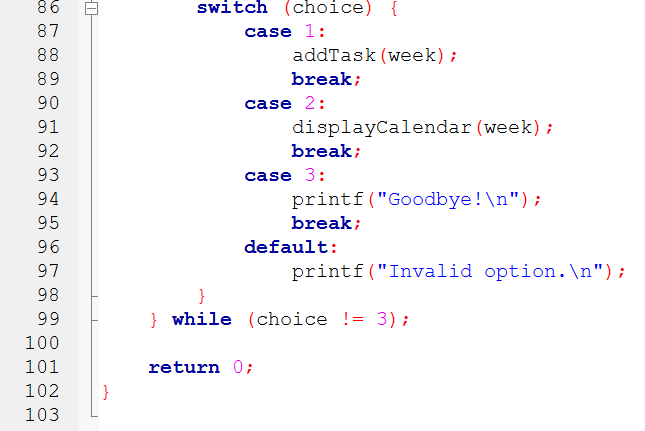 86 switch (choice) {
87 case 1:
88 addTask(week);
89 break;
90 case 2:
91 displayCalendar(week);
92 break;
93 case 3:
94 printf("Goodbye!\n");
95 break;
96 default:
97 printf("Invalid option.\n");
98 }
99 } while (choice != 3);
100
101 return 0;
102 }
103